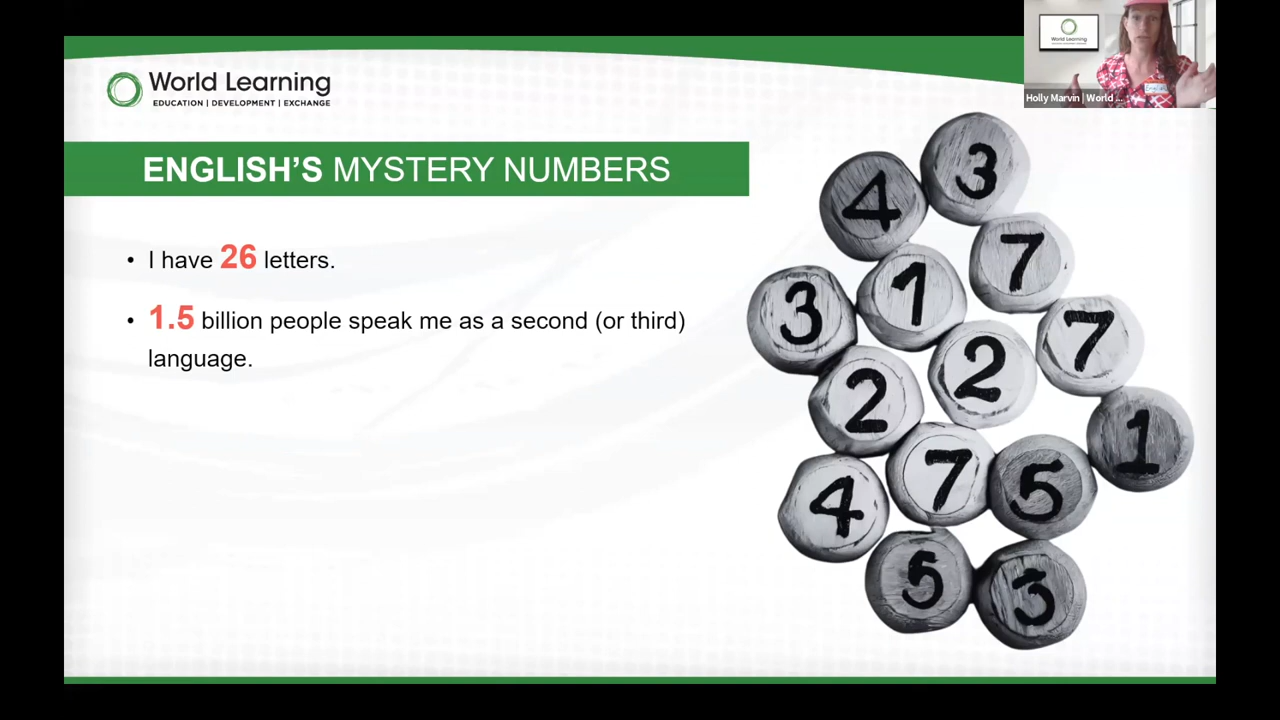 World Learning
EDUCATION | DEVELOPMENT | EXCHANGE
World Learning
Holly Marvin | World ...
ENGLISH'S MYSTERY NUMBERS
• I have 26 letters.
• 1.5 billion people speak me as a second (or third)
language.
3
4
7
1
3
7
2
2
1
7
5
4
5
3